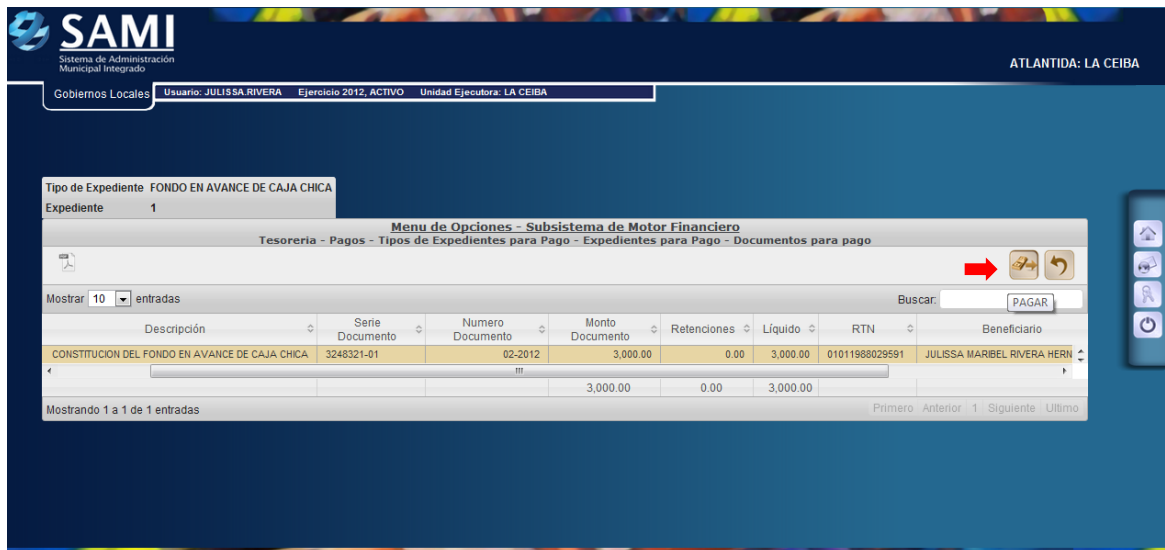 SAMI
Sistema de Administración
Municipal Integrado
ATLANTIDA: LA CEIBA
Gobiernos Locales
Usuario: JULISSA.RIVERA Ejercicio 2012, ACTIVO Unidad Ejecutora: LA CEIBA
Tipo de Expediente FONDO EN AVANCE DE CAJA CHICA
Expediente 1
Menu de Opciones - Subsistema de Motor Financiero
Tesoreria - Pagos - Tipos de Expedientes para Pago - Expedientes para Pago - Documentos para pago
Mostrar 10 entradas Buscar:
PAGAR
Descripción Serie Documento Numero Documento Monto Documento Retenciones Líquido RTN Beneficiario
CONSTITUCION DEL FONDO EN AVANCE DE CAJA CHICA 3248321-01 02-2012 3,000.00 0.00 3,000.00 01011988029591 JULISSA MARIBEL RIVERA HERN
3,000.00 0.00 3,000.00
Mostrando 1 a 1 de 1 entradas Primero Anterior 1 Siguiente Ultimo